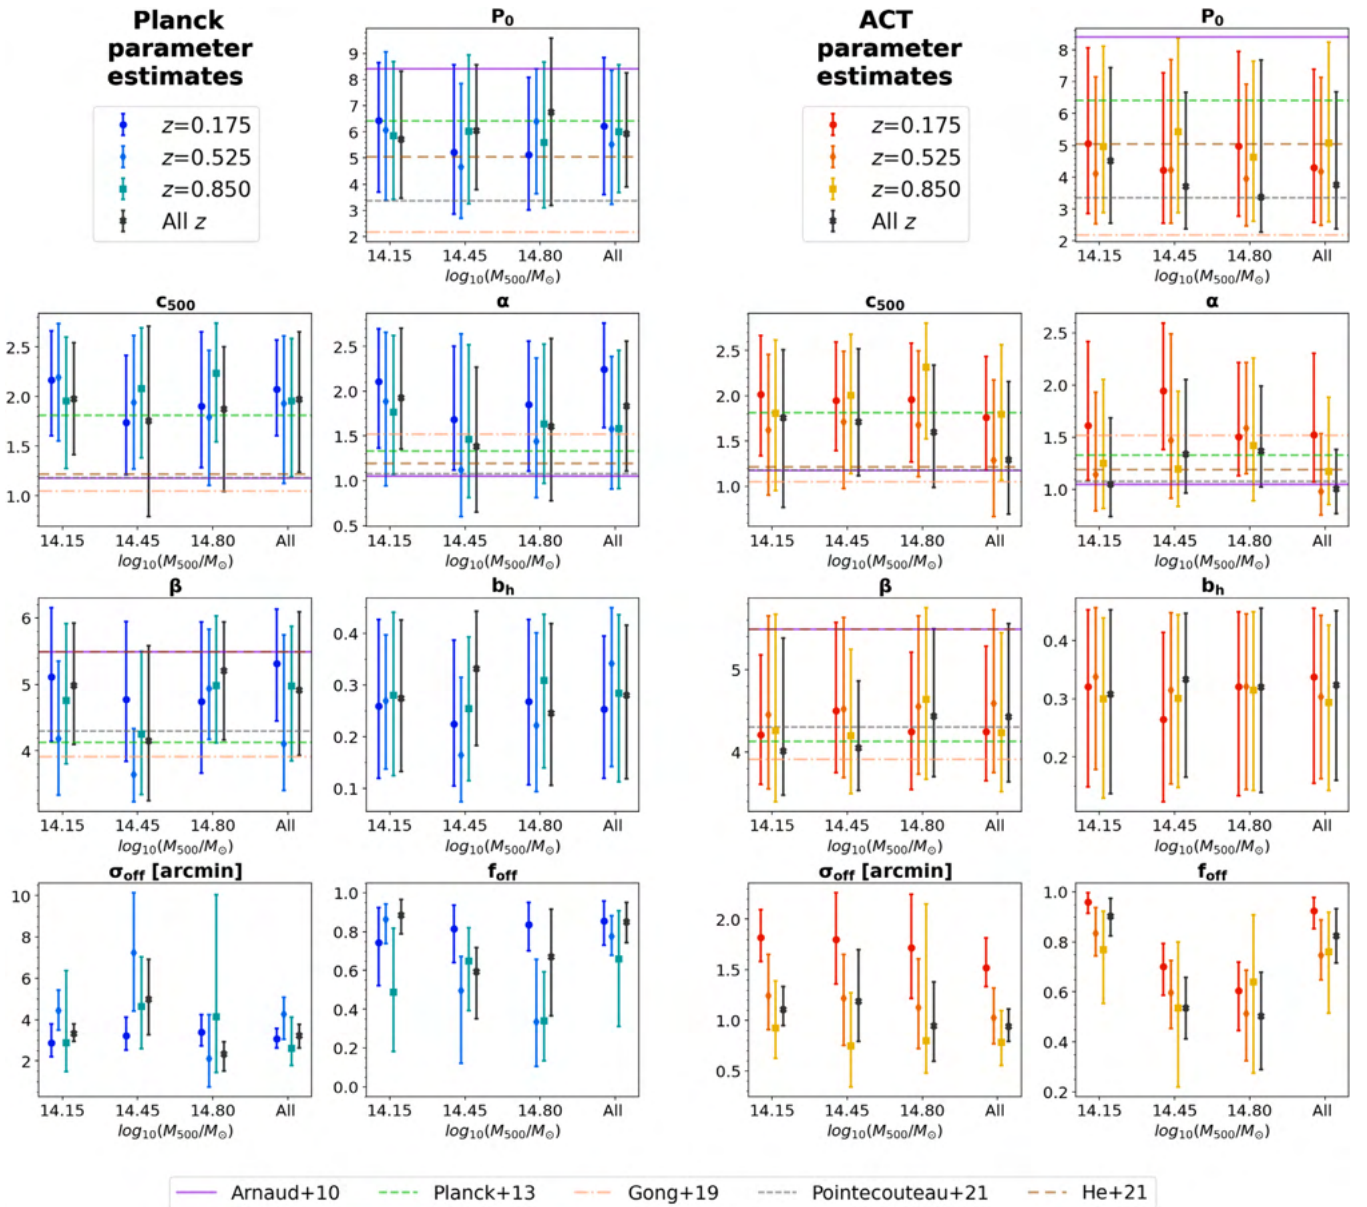 Planck
parameter
estimates
z=0.175
z=0.525
z=0.850
All z
P0
9
8
7
6
5
4
3
2
14.15 14.45 14.80 All
log10(M500/M⊙)
ACT
parameter
estimates
z=0.175
z=0.525
z=0.850
All z
P0
8
7
6
5
4
3
2
14.15 14.45 14.80 All
log10(M500/M⊙)
c500
2.5
2.0
1.5
1.0
14.15 14.45 14.80 All
log10(M500/M⊙)
α
2.5
2.0
1.5
1.0
0.5
14.15 14.45 14.80 All
log10(M500/M⊙)
c500
2.5
2.0
1.5
1.0
14.15 14.45 14.80 All
log10(M500/M⊙)
α
2.5
2.0
1.5
1.0
14.15 14.45 14.80 All
log10(M500/M⊙)
β
6
5
4
14.15 14.45 14.80 All
log10(M500/M⊙)
bh
0.4
0.3
0.2
0.1
14.15 14.45 14.80 All
log10(M500/M⊙)
β
5
4
14.15 14.45 14.80 All
log10(M500/M⊙)
bh
0.4
0.3
0.2
14.15 14.45 14.80 All
log10(M500/M⊙)
σoff [arcmin]
10
8
6
4
2
14.15 14.45 14.80 All
log10(M500/M⊙)
foff
1.0
0.8
0.6
0.4
0.2
0.0
14.15 14.45 14.80 All
log10(M500/M⊙)
σoff [arcmin]
2.0
1.5
1.0
0.5
14.15 14.45 14.80 All
log10(M500/M⊙)
foff
1.0
0.8
0.6
0.4
0.2
14.15 14.45 14.80 All
log10(M500/M⊙)
Arnaud+10 Planck+13 Gong+19 Pointecouteau+21 He+21